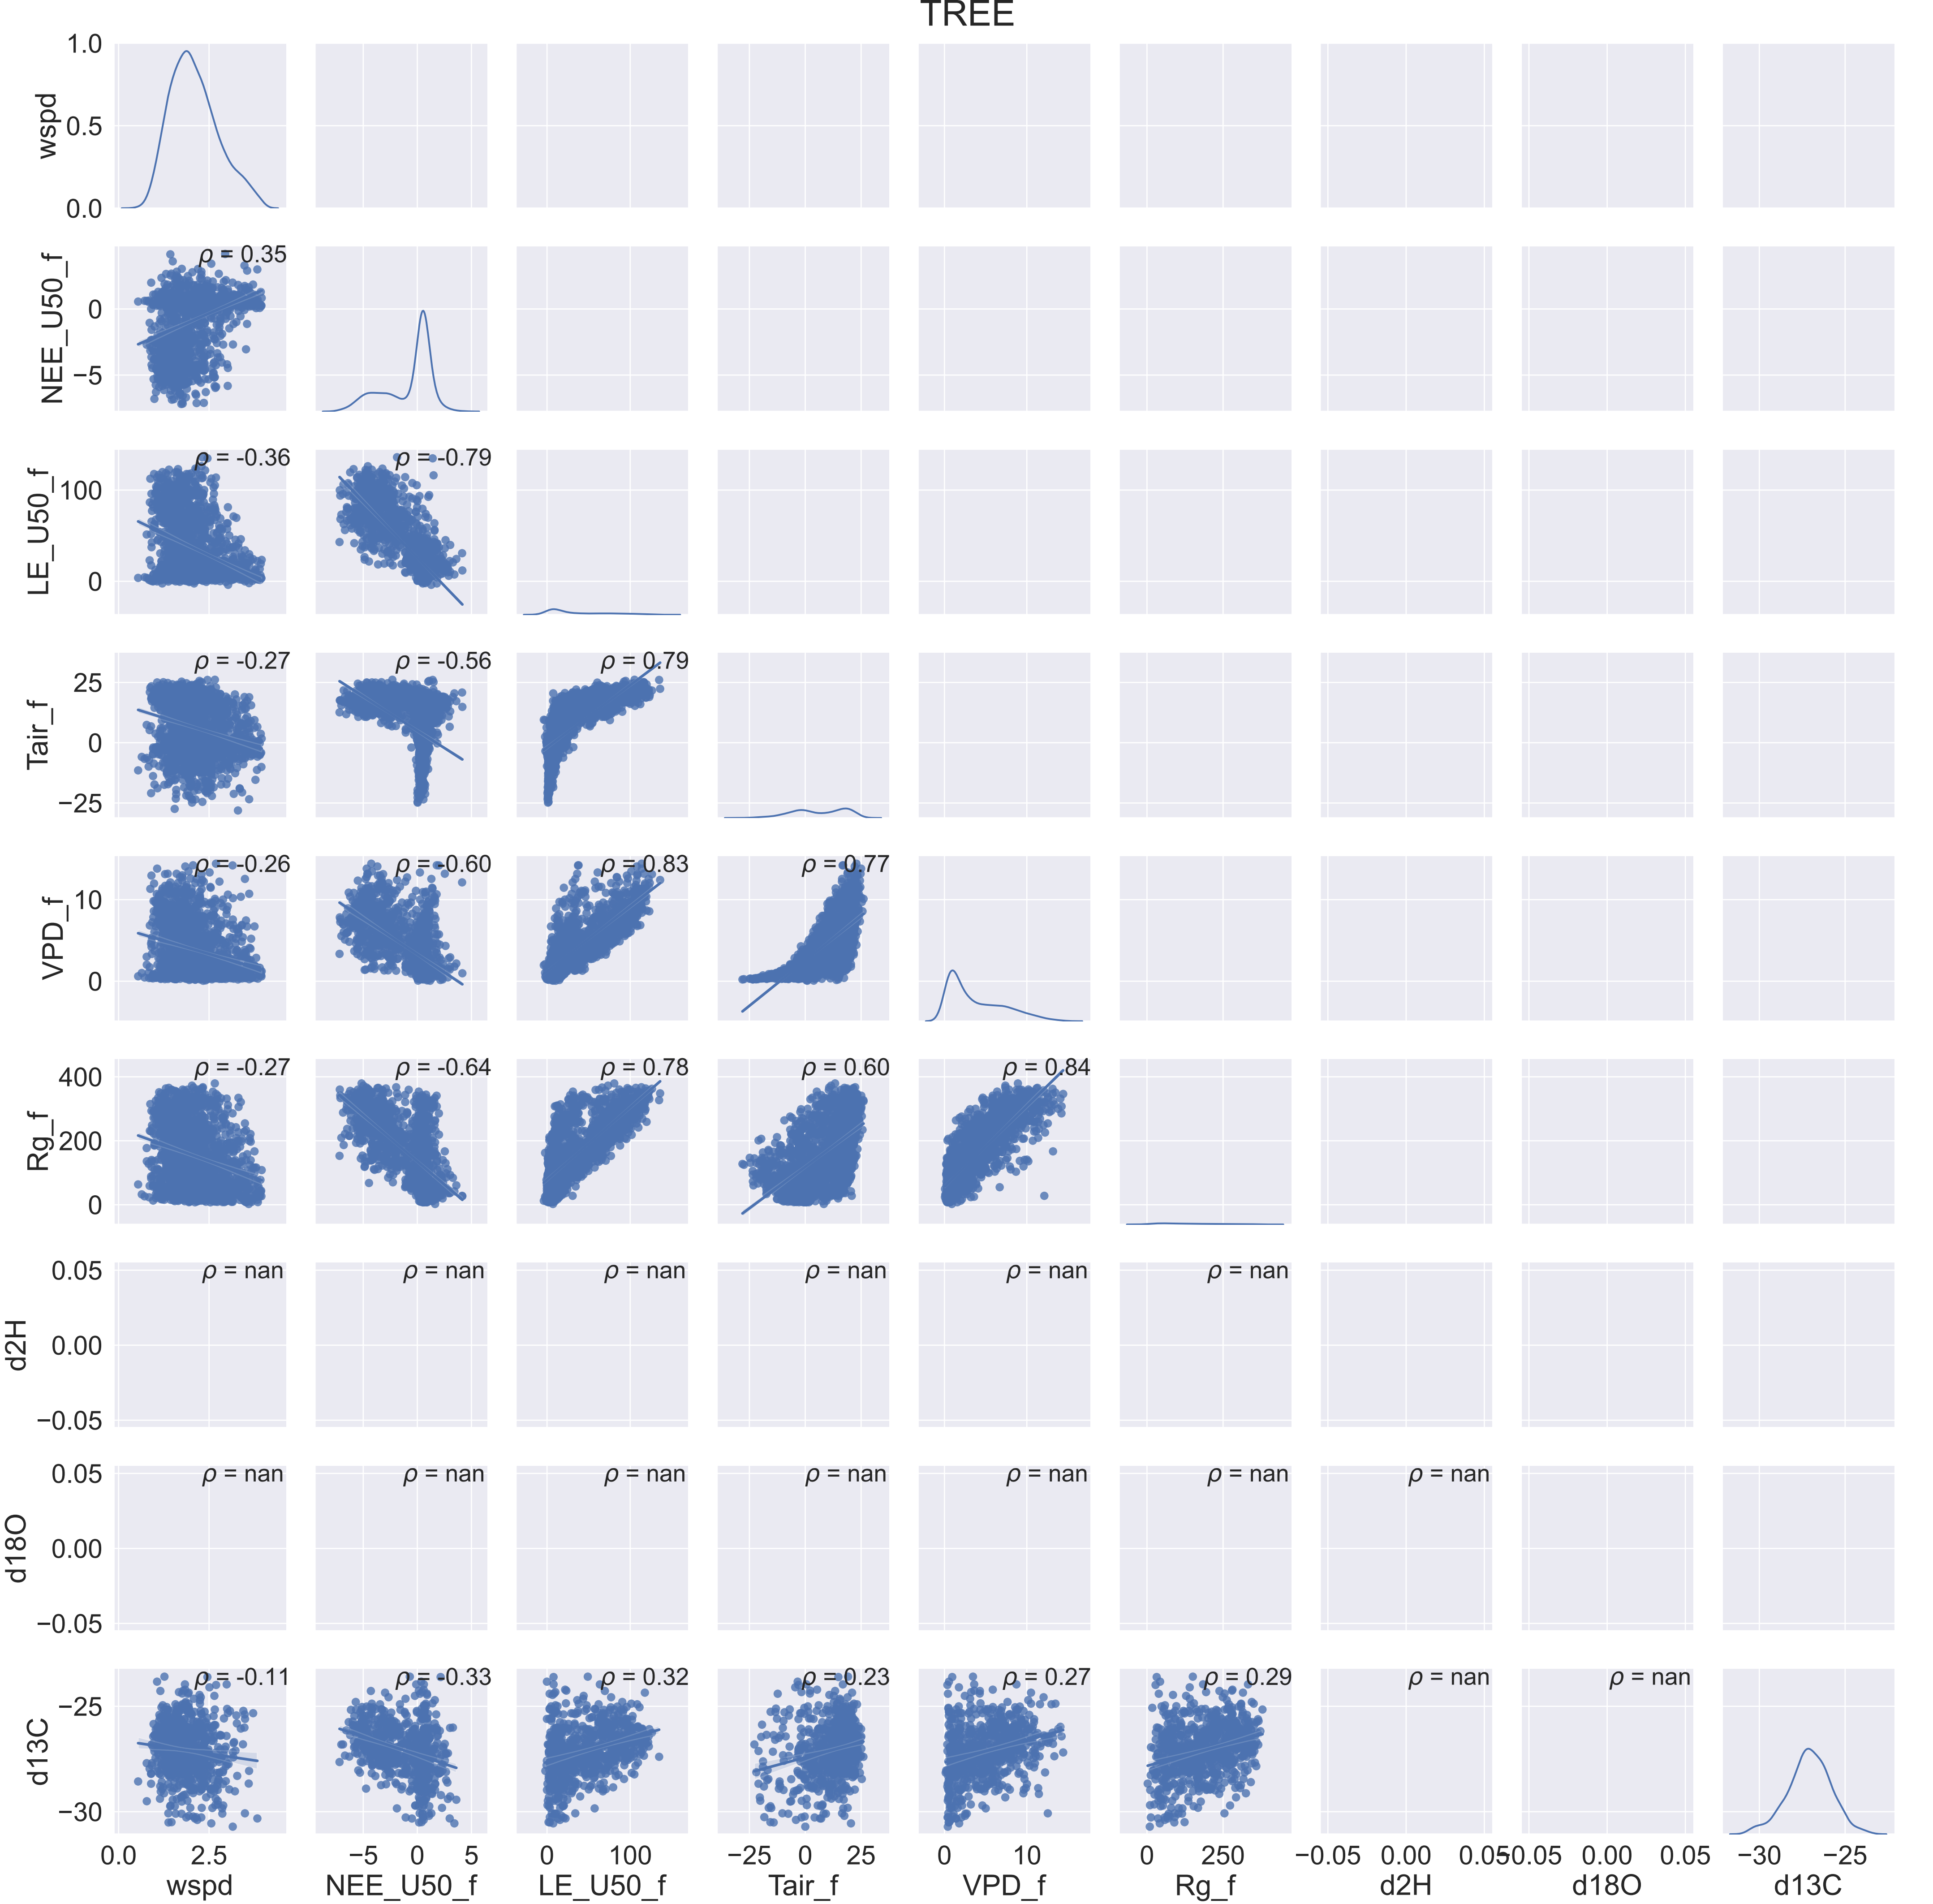 TREE
1.0
0.5
0.0
wspd
ρ = 0.35
0
−5
NEE_U50_f
ρ = -0.36
ρ = -0.79
100
0
LE_U50_f
ρ = -0.27
ρ = -0.56
ρ = 0.79
25
0
−25
Tair_f
ρ = -0.26
ρ = -0.60
ρ = 0.83
ρ = 0.77
10
0
VPD_f
ρ = -0.27
ρ = -0.64
ρ = 0.78
ρ = 0.60
ρ = 0.84
400
200
0
Rg_f
ρ = nan
ρ = nan
ρ = nan
ρ = nan
ρ = nan
ρ = nan
0.05
0.00
−0.05
d2H
ρ = nan
ρ = nan
ρ = nan
ρ = nan
ρ = nan
ρ = nan
ρ = nan
0.05
0.00
−0.05
d18O
ρ = -0.11
ρ = -0.33
ρ = 0.32
ρ = 0.23
ρ = 0.27
ρ = 0.29
ρ = nan
ρ = nan
−25
−30
d13C
0.0 2.5
−5 0 5
0 100
−25 0 25
0 10
0 250
−0.05 0.00 0.05
−0.05 0.00 0.05
−30 −25
wspd
NEE_U50_f
LE_U50_f
Tair_f
VPD_f
Rg_f
d2H
d18O
d13C